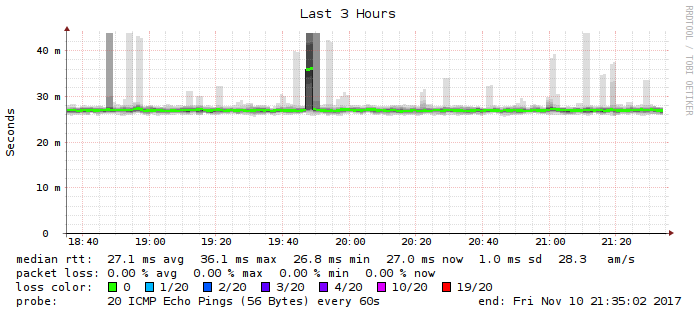 Last 3 Hours
RRDTOOL / TOBI OETIKER
Seconds
40 m
30 m
20 m
10 m
0
18:40 19:00 19:20 19:40 20:00 20:20 20:40 21:00 21:20
median rtt: 27.1 ms avg 36.1 ms max 26.8 ms min 27.0 ms now 1.0 ms sd 28.3 am/s
packet loss: 0.00 % avg 0.00 % max 0.00 % min 0.00 % now
loss color: 0 1/20 2/20 3/20 4/20 10/20 19/20
probe: 20 ICMP Echo Pings (56 Bytes) every 60s end: Fri Nov 10 21:35:02 2017